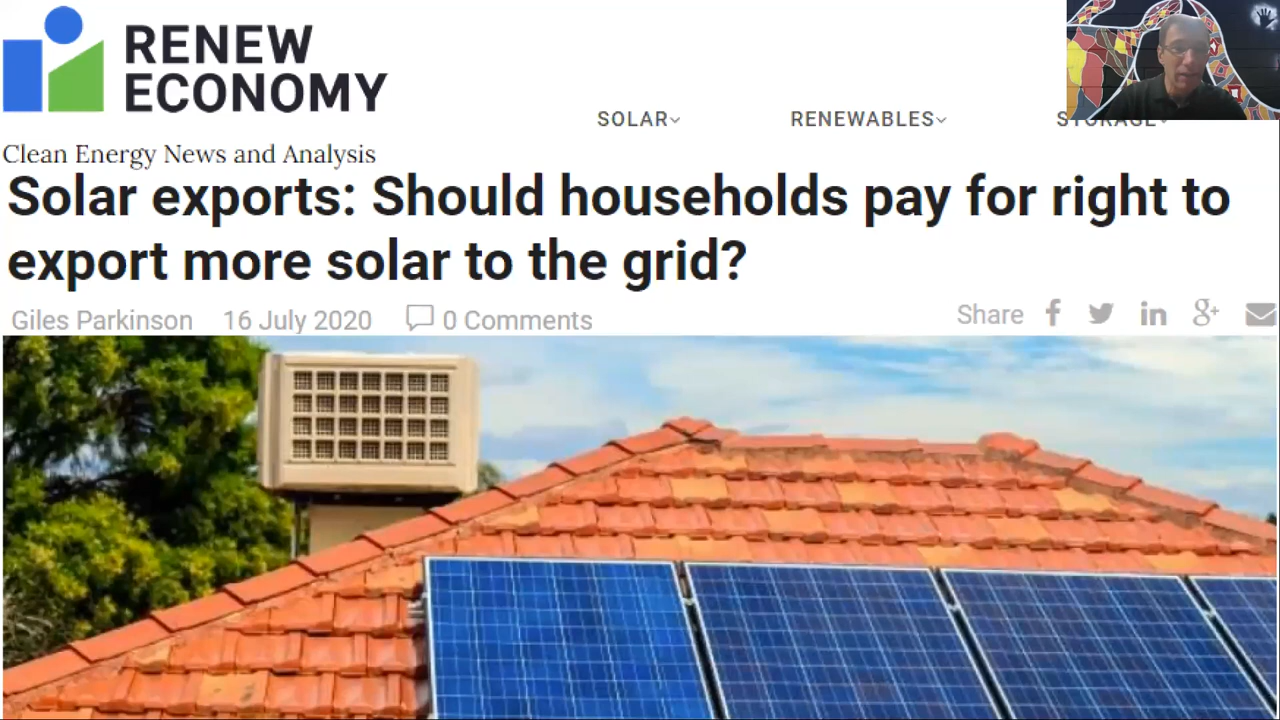 RENEW
ECONOMY
SOLAR
RENEWABLES
STORAGE
Clean Energy News and Analysis
Solar exports: Should households pay for right to
export more solar to the grid?
Giles Parkinson 16 July 2020 0 Comments
Share